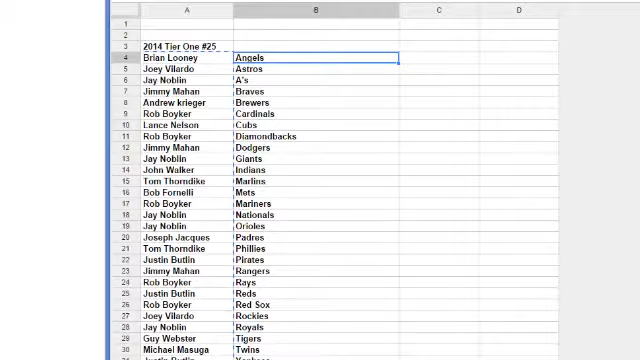 A B C D
1
2
3 2014 Tier One #25
4 Brian Looney Angels
5 Joey Vilardo Astros
6 Jay Noblin A's
7 Jimmy Mahan Braves
8 Andrew krieger Brewers
9 Rob Boyker Cardinals
10 Lance Nelson Cubs
11 Rob Boyker Diamondbacks
12 Jimmy Mahan Dodgers
13 Jay Noblin Giants
14 John Walker Indians
15 Tom Thorndike Marlins
16 Bob Fornelli Mets
17 Rob Boyker Mariners
18 Jay Noblin Nationals
19 Jay Noblin Orioles
20 Joseph Jacques Padres
21 Tom Thorndike Phillies
22 Justin Butlin Pirates
23 Jimmy Mahan Rangers
24 Rob Boyker Rays
25 Justin Butlin Reds
26 Rob Boyker Red Sox
27 Joey Vilardo Rockies
28 Jay Noblin Royals
29 Guy Webster Tigers
30 Michael Masuga Twins